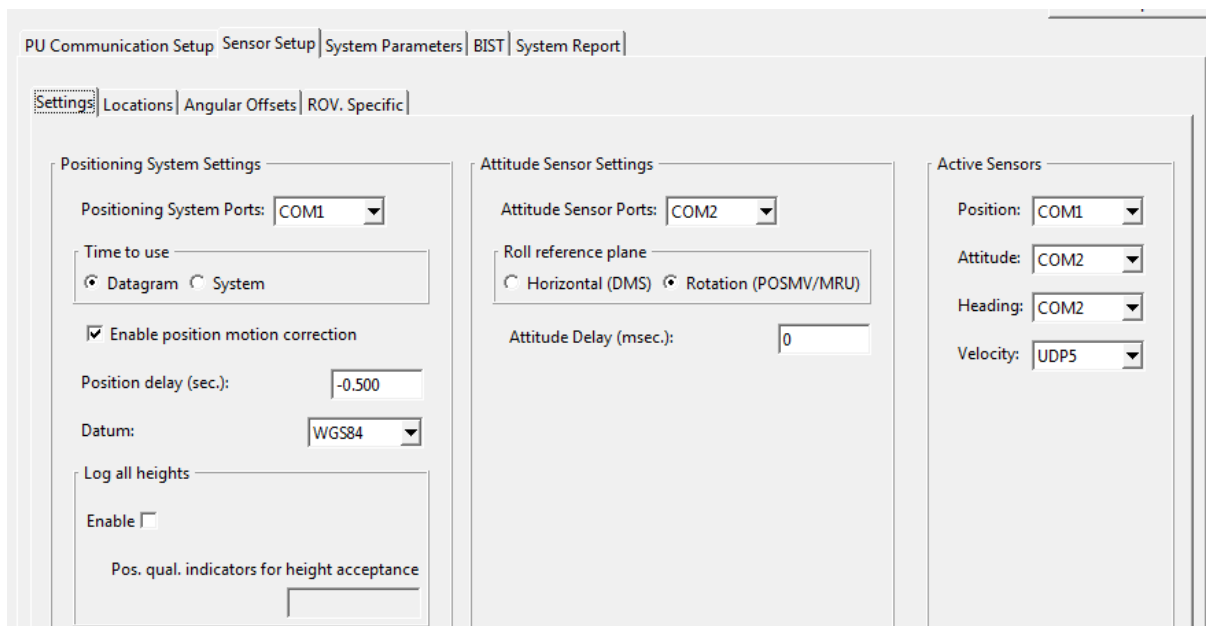 PU Communication Setup Sensor Setup System Parameters BIST System Report
Settings Locations Angular Offsets ROV. Specific
Positioning System Settings
Positioning System Ports: COM1
Time to use
Datagram System
Enable position motion correction
Position delay (sec.): -0.500
Datum: WGS84
Log all heights
Enable
Pos. qual. indicators for height acceptance
Attitude Sensor Settings
Attitude Sensor Ports: COM2
Roll reference plane
Horizontal (DMS) Rotation (POSMV/MRU)
Attitude Delay (msec.): 0
Active Sensors
Position: COM1
Attitude: COM2
Heading: COM2
Velocity: UDP5